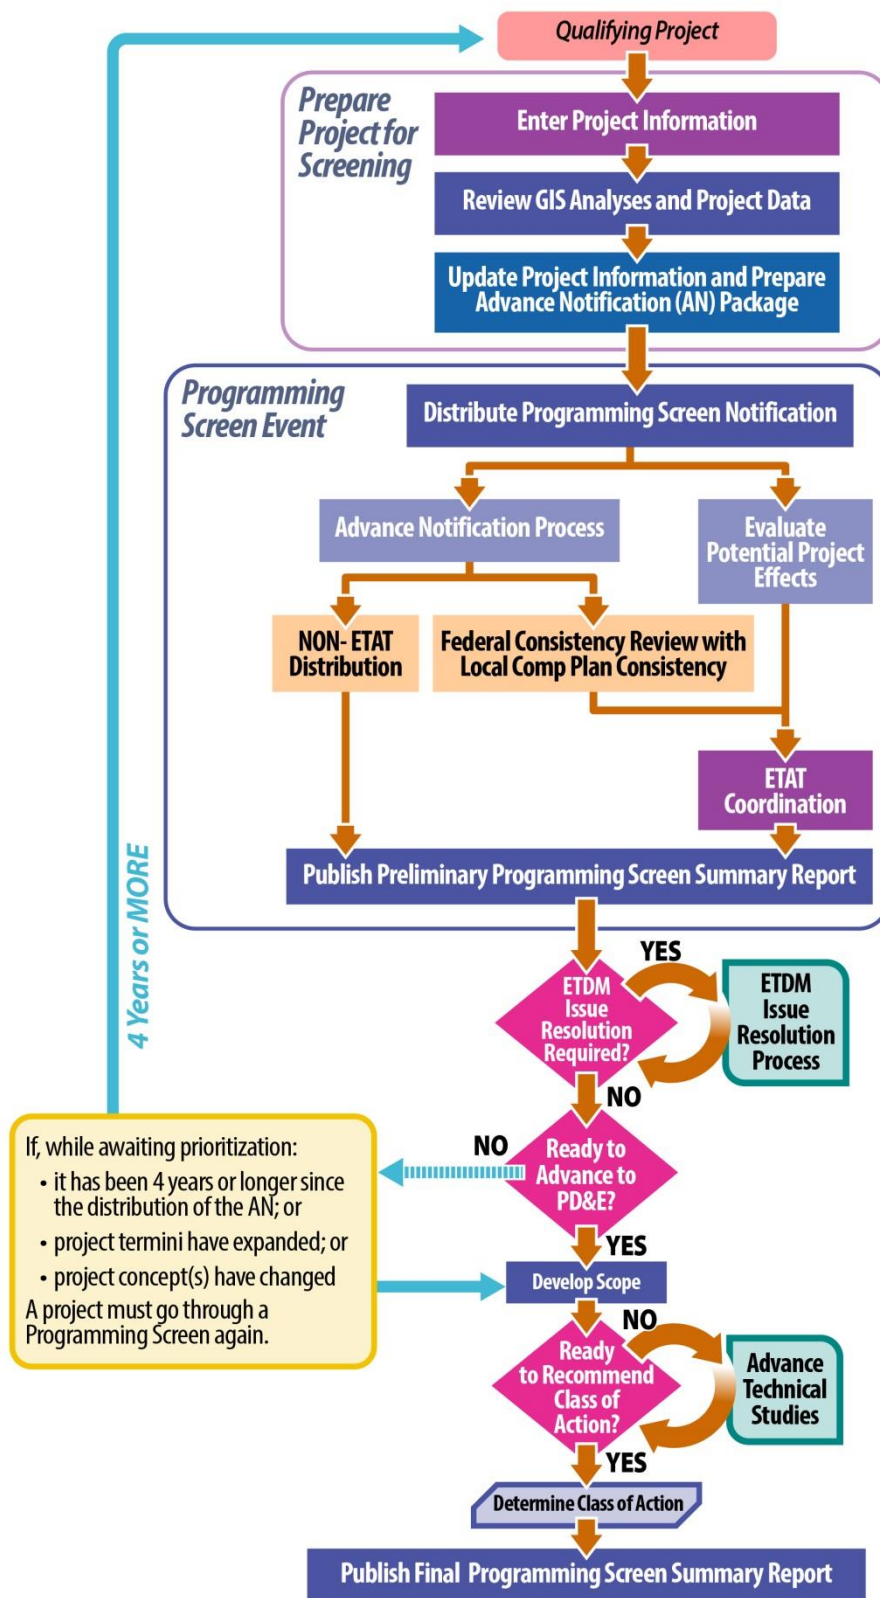 Qualifying Project
Prepare
Project for
Screening
Enter Project Information
Review GIS Analyses and Project Data
Update Project Information and Prepare
Advance Notification (AN) Package
Programming
Screen Event
Distribute Programming Screen Notification
Advance Notification Process
Evaluate
Potential Project
Effects
NON- ETAT
Distribution
Federal Consistency Review with
Local Comp Plan Consistency
ETAT
Coordination
Publish Preliminary Programming Screen Summary Report
4 Years or MORE
YES
ETDM
Issue
Resolution
Required?
ETDM
Issue
Resolution
Process
NO
If, while awaiting prioritization:
• it has been 4 years or longer since
the distribution of the AN; or
• project termini have expanded; or
• project concept(s) have changed
A project must go through a
Programming Screen again.
NO
Ready to
Advance to
PD&E?
YES
Develop Scope
NO
Ready
to Recommend
Class of
Action?
Advance
Technical
Studies
YES
Determine Class of Action
Publish Final Programming Screen Summary Report